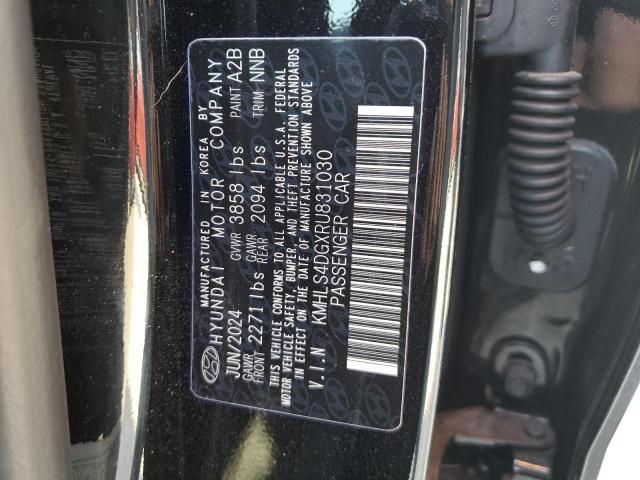 MANUFACTURED IN KOREA BY
HYUNDAI MOTOR COMPANY
JUN/2024 GVWR 3858 lbs PAINT A2B
GAWR FRONT 2271 lbs GAWR REAR 2094 lbs TRIM NNB
THIS VEHICLE CONFORMS TO ALL APPLICABLE U.S.A. FEDERAL
MOTOR VEHICLE SAFETY, BUMPER, AND THEFT PREVENTION STANDARDS
IN EFFECT ON THE DATE OF MANUFACTURE SHOWN ABOVE
V.I.N KMHLS4DGXRU831030
PASSENGER CAR